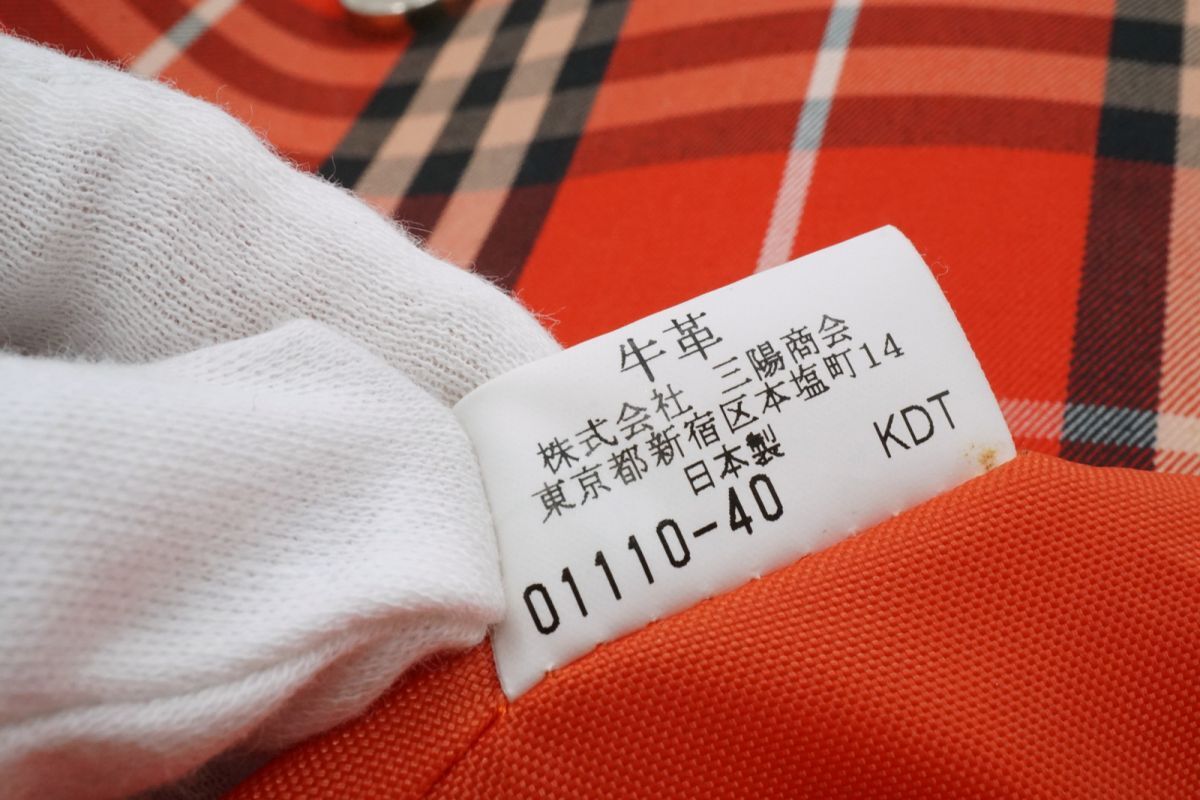 牛革
株式会社 三陽商会
東京都新宿区本塩町14
日本製 KDT
01110-40